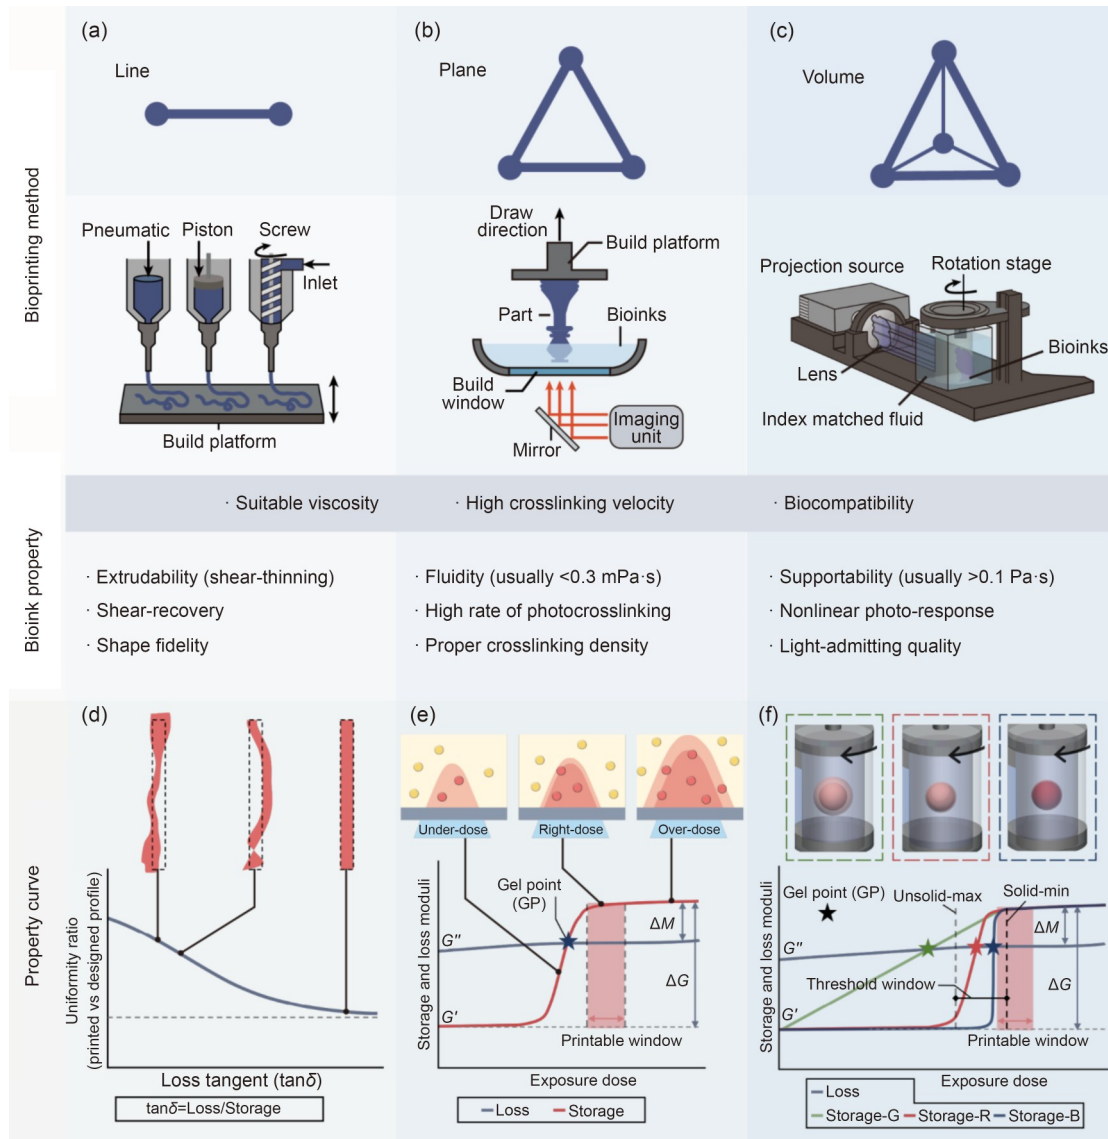 (a)
Line
(b)
Plane
(c)
Volume
Bioprinting method
Pneumatic
Piston
Screw
Inlet
Build platform
Draw
direction
Build platform
Part
Bioinks
Build
window
Mirror
Imaging
unit
Projection source
Rotation stage
Lens
Bioinks
Index matched fluid
Bioink property
· Suitable viscosity
· High crosslinking velocity
· Biocompatibility
· Extrudability (shear-thinning)
· Shear-recovery
· Shape fidelity
· Fluidity (usually <0.3 mPa·s)
· High rate of photocrosslinking
· Proper crosslinking density
· Supportability (usually >0.1 Pa·s)
· Nonlinear photo-response
· Light-admitting quality
Property curve
(d)
Uniformity ratio
(printed vs designed profile)
Loss tangent (tanδ)
tanδ=Loss/Storage
(e)
Under-dose
Right-dose
Over-dose
Gel point
(GP)
G″
G′
ΔM
ΔG
Printable window
Storage and loss moduli
Exposure dose
Loss
Storage
(f)
Gel point (GP)
Unsolid-max
Solid-min
G″
G′
ΔM
ΔG
Threshold window
Printable window
Storage and loss moduli
Exposure dose
Loss
Storage-G
Storage-R
Storage-B